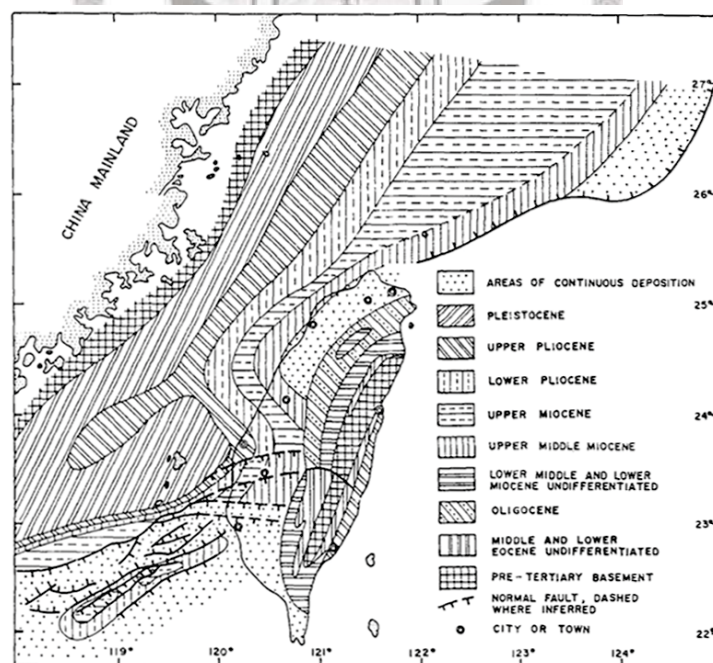 CHINA MAINLAND
27°
26°
25°
24°
23°
22°
AREAS OF CONTINUOUS DEPOSITION
PLEISTOCENE
UPPER PLIOCENE
LOWER PLIOCENE
UPPER MIOCENE
UPPER MIDDLE MIOCENE
LOWER MIDDLE AND LOWER
MIOCENE UNDIFFERENTIATED
OLIGOCENE
MIDDLE AND LOWER
EOCENE UNDIFFERENTIATED
PRE-TERTIARY BASEMENT
NORMAL FAULT, DASHED
WHERE INFERRED
CITY OR TOWN
119° 120° 121° 122° 123° 124°